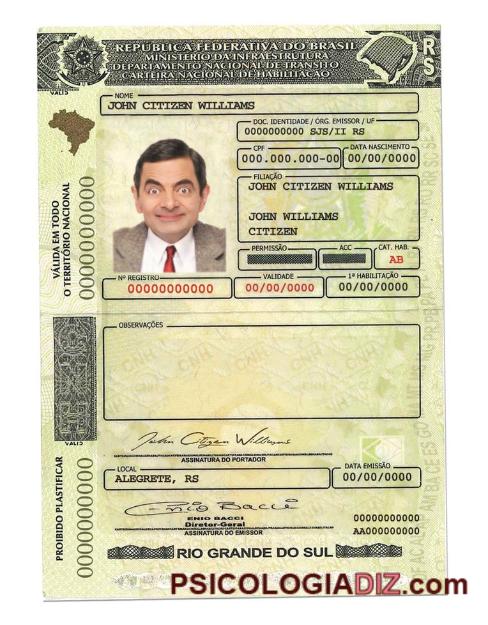 REPÚBLICA FEDERATIVA DO BRASIL
MINISTÉRIO DA INFRAESTRUTURA
DEPARTAMENTO NACIONAL DE TRÂNSITO
CARTEIRA NACIONAL DE HABILITAÇÃO
RS
NOME
JOHN CITIZEN WILLIAMS
DOC. IDENTIDADE / ÓRG. EMISSOR / UF
0000000000 SJS/II RS
CPF
000.000.000-00
DATA NASCIMENTO
00/00/0000
FILIAÇÃO
JOHN CITIZEN WILLIAMS
JOHN WILLIAMS
CITIZEN
PERMISSÃO
ACC
CAT. HAB.
AB
Nº REGISTRO
00000000000
VALIDADE
00/00/0000
1ª HABILITAÇÃO
00/00/0000
VÁLIDA EM TODO
O TERRITÓRIO NACIONAL
0000000000
OBSERVAÇÕES
John Citizen Williams
ASSINATURA DO PORTADOR
LOCAL
ALEGRETE, RS
DATA EMISSÃO
00/00/0000
Enio Bacci
ENIO BACCI
Diretor-Geral
ASSINATURA DO EMISSOR
00000000000
AA000000000
PROIBIDO PLASTIFICAR
0000000000
RIO GRANDE DO SUL
PSICOLOGIADIZ.com